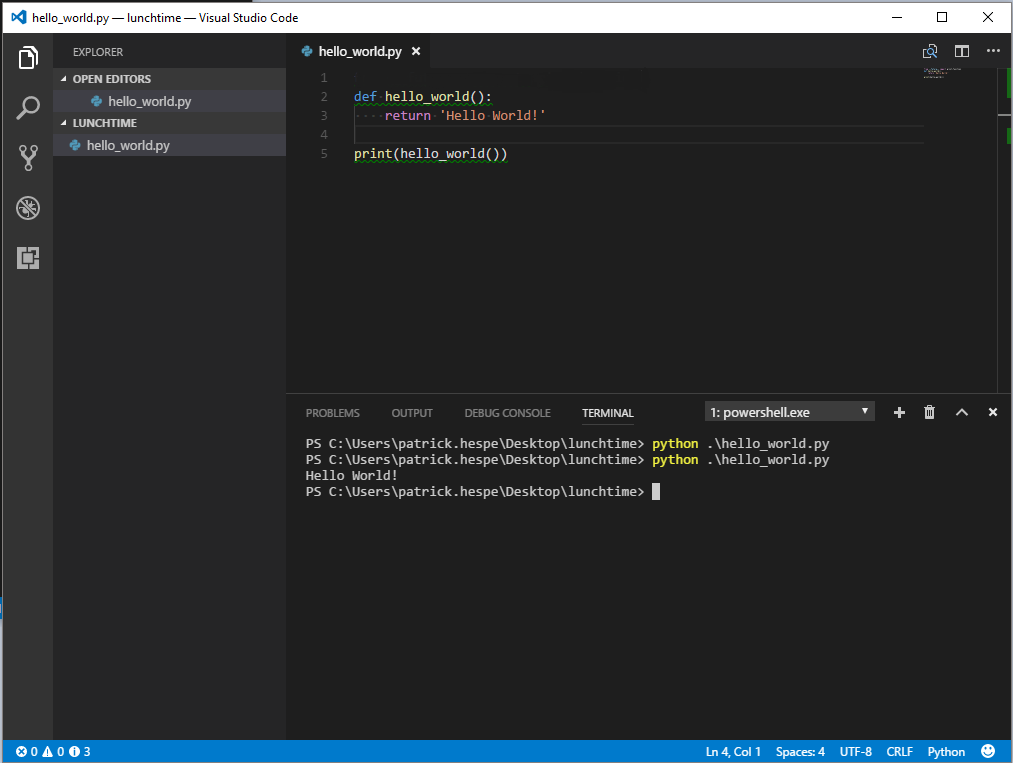 hello_world.py — lunchtime — Visual Studio Code
EXPLORER
OPEN EDITORS
hello_world.py
LUNCHTIME
hello_world.py
hello_world.py
1
2 def hello_world():
3     return 'Hello World!'
4
5 print(hello_world())
PROBLEMS OUTPUT DEBUG CONSOLE TERMINAL 1: powershell.exe
PS C:\Users\patrick.hespe\Desktop\lunchtime> python .\hello_world.py
PS C:\Users\patrick.hespe\Desktop\lunchtime> python .\hello_world.py
Hello World!
PS C:\Users\patrick.hespe\Desktop\lunchtime>
0 0 3 Ln 4, Col 1 Spaces: 4 UTF-8 CRLF Python